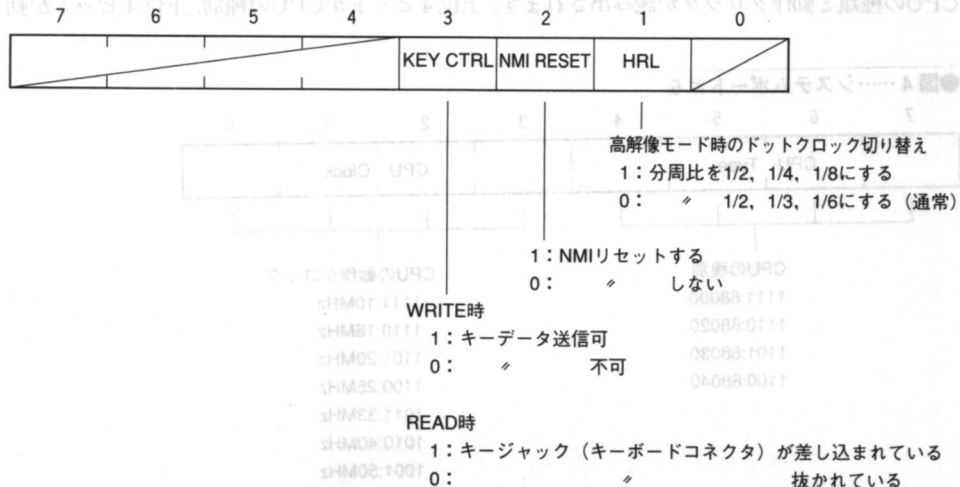 7 6 5 4 3 2 1 0
KEY CTRL NMI RESET HRL
高解像モード時のドットクロック切り替え
1：分周比を1/2，1/4，1/8にする
0：　〃　1/2，1/3，1/6にする（通常）
1：NMIリセットする
0：　〃　しない
WRITE時
1：キーデータ送信可
0：　〃　不可
READ時
1：キージャック（キーボードコネクタ）が差し込まれている
0：　〃　抜かれている